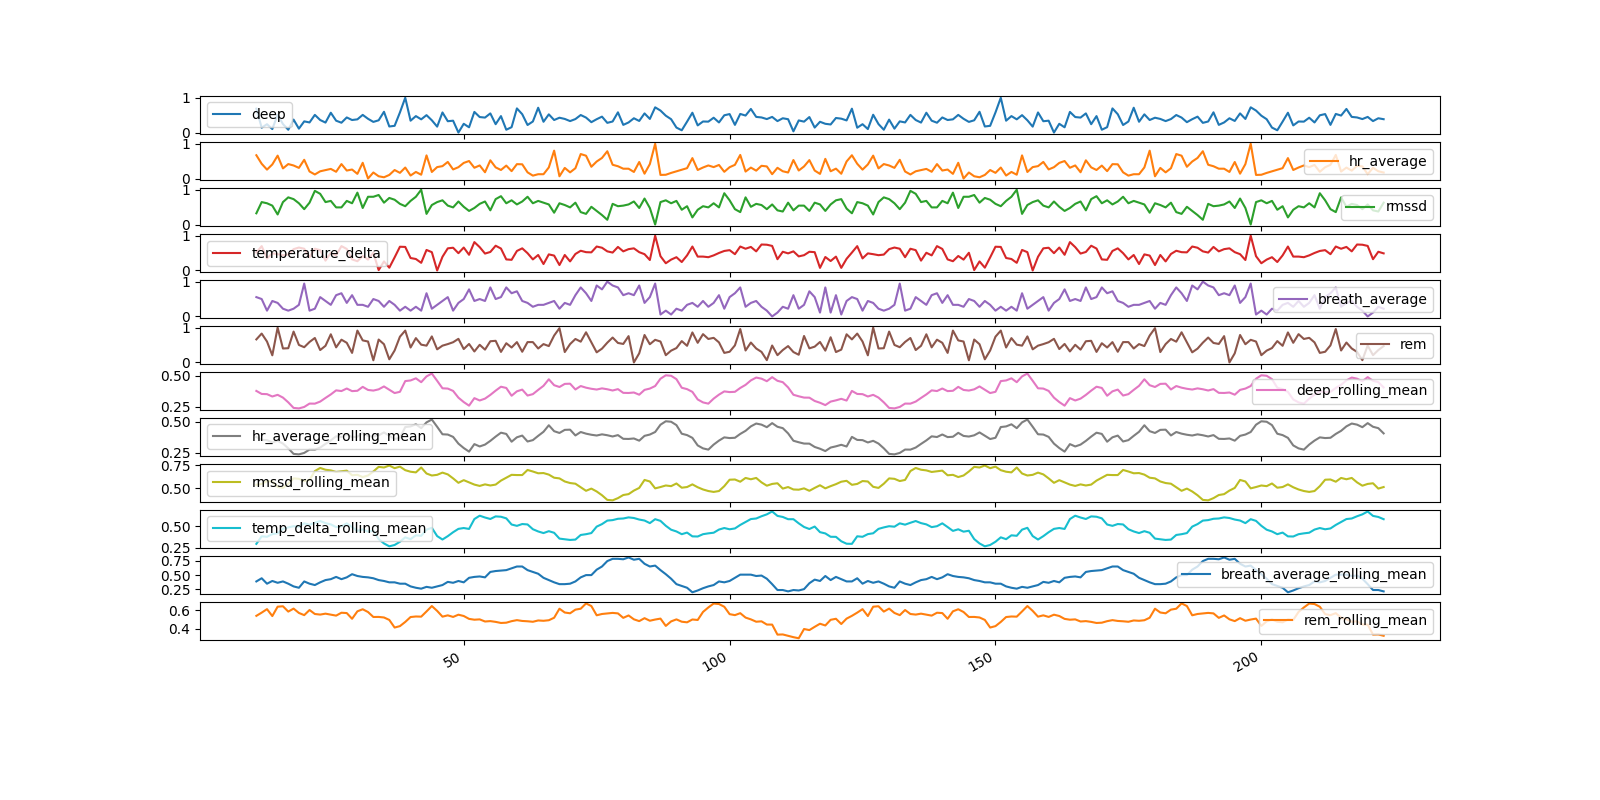 1
0
deep
1
0
hr_average
1
0
rmssd
1
0
temperature_delta
1
0
breath_average
1
0
rem
0.50
0.25
deep_rolling_mean
0.50
0.25
hr_average_rolling_mean
0.75
0.50
rmssd_rolling_mean
0.50
0.25
temp_delta_rolling_mean
0.75
0.50
0.25
breath_average_rolling_mean
0.6
0.4
rem_rolling_mean
50
100
150
200